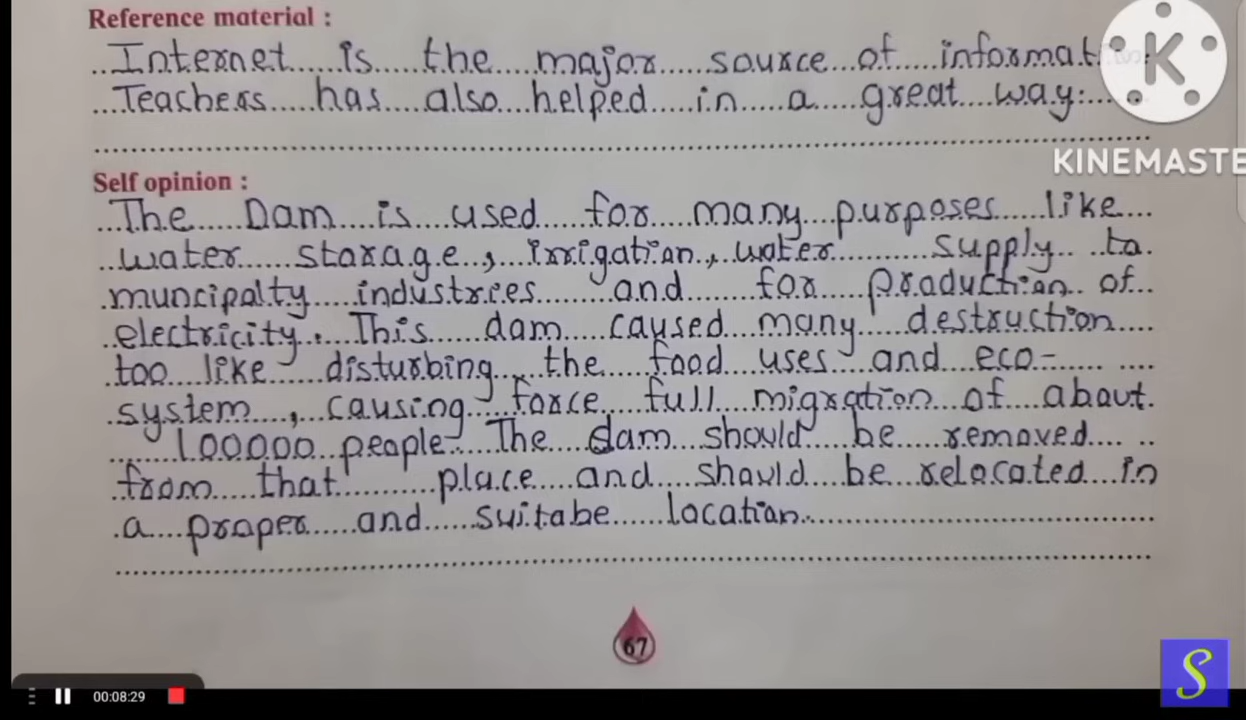 Reference material :
Internet is the major source of informati
Teachers has also helped in a great way.
KINEMASTE
Self opinion :
The Dam is used for many purposes like
water storage, irrigation, water supply to
muncipalty industrees and for production of
electricity. This dam caused many destruction
too like disturbing the food uses and eco-
system, causing force full migration of about
100000 people. The dam should be removed
from that place and should be relocated in
a proper and suitabe location.
67
S
00:08:29